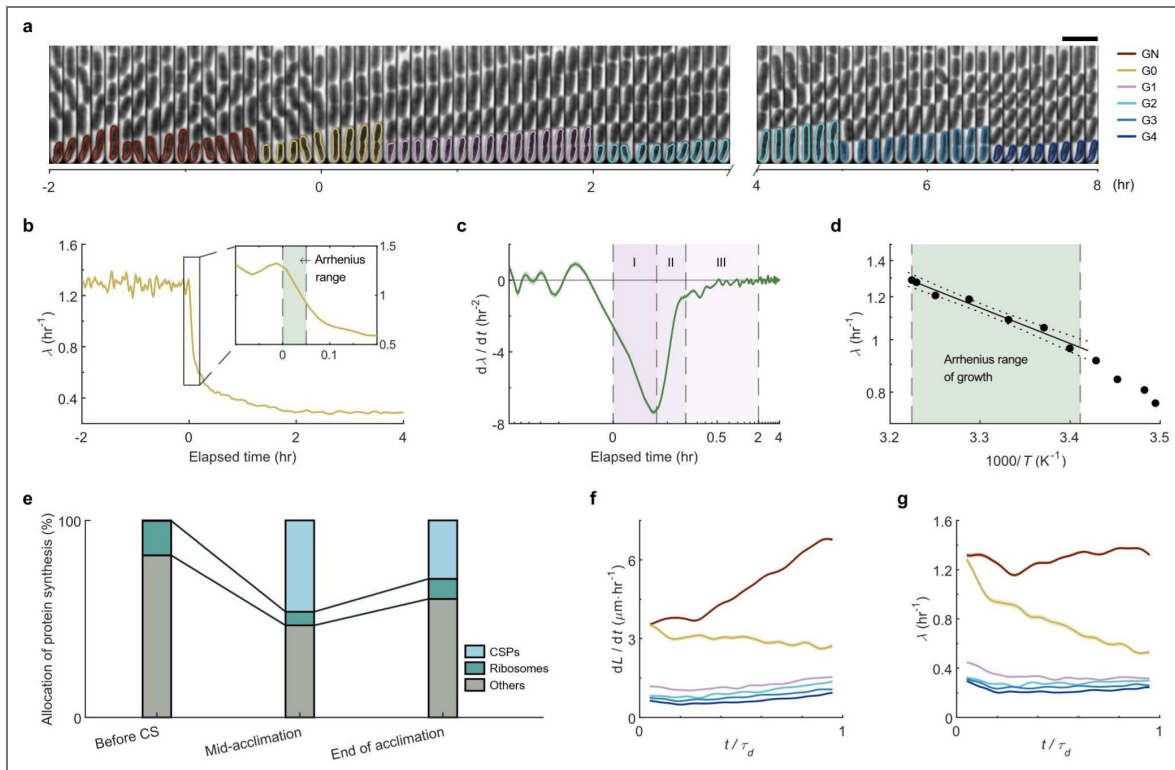 a
GN
G0
G1
G2
G3
G4
-2 0 2 4 6 8 (hr)
b
λ (hr⁻¹)
1.6
1.2
0.8
0.4
-2 0 2 4
Elapsed time (hr)
← Arrhenius
range
1.5
1
0.5
0 0.1
c
dλ / dt (hr⁻²)
I II III
0
-4
-8
0 0.5 2 4
Elapsed time (hr)
d
λ (hr⁻¹)
1.2
1
0.8
Arrhenius range
of growth
3.2 3.3 3.4 3.5
1000/T (K⁻¹)
e
Allocation of protein synthesis (%)
100
0
CSPs
Ribosomes
Others
Before CS
Mid-acclimation
End of acclimation
f
dL / dt (μm·hr⁻¹)
6
3
0
0 1
t / τd
g
λ (hr⁻¹)
1.6
1.2
0.8
0.4
0
0 1
t / τd